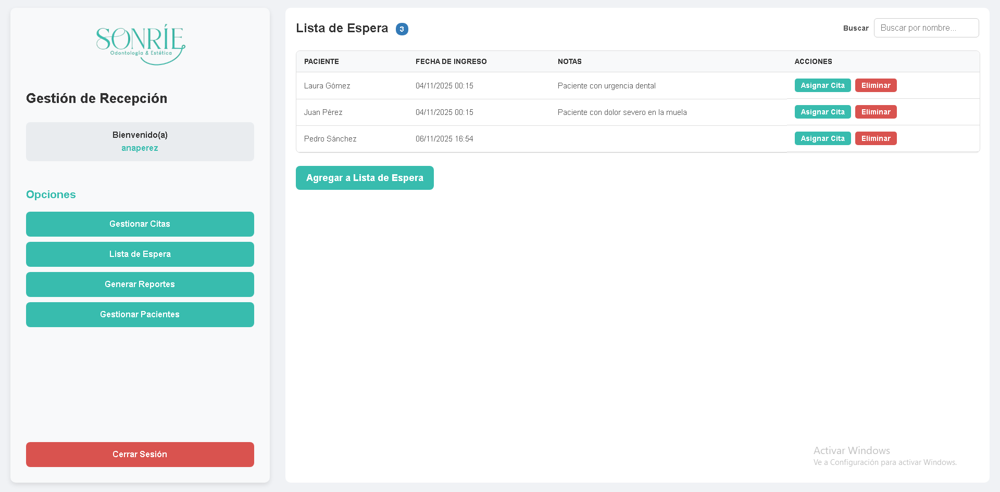 SONRÍE
Odontología & Estética
Gestión de Recepción
Bienvenido(a)
anaperez
Opciones
Gestionar Citas
Lista de Espera
Generar Reportes
Gestionar Pacientes
Cerrar Sesión
Lista de Espera 3
Buscar Buscar por nombre...
PACIENTE FECHA DE INGRESO NOTAS ACCIONES
Laura Gómez 04/11/2025 00:15 Paciente con urgencia dental Asignar Cita Eliminar
Juan Pérez 04/11/2025 00:15 Paciente con dolor severo en la muela Asignar Cita Eliminar
Pedro Sánchez 06/11/2025 16:54 Asignar Cita Eliminar
Agregar a Lista de Espera
Activar Windows
Ve a Configuración para activar Windows.